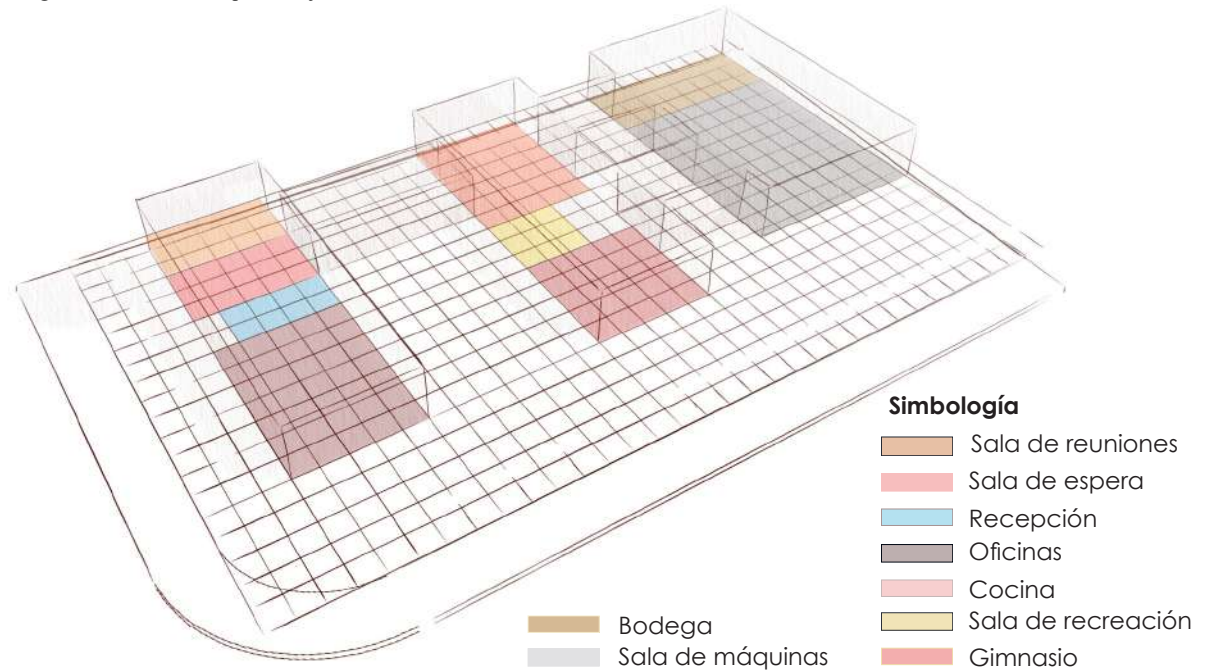 Simbología
Sala de reuniones
Sala de espera
Recepción
Oficinas
Cocina
Sala de recreación
Gimnasio
Bodega
Sala de máquinas